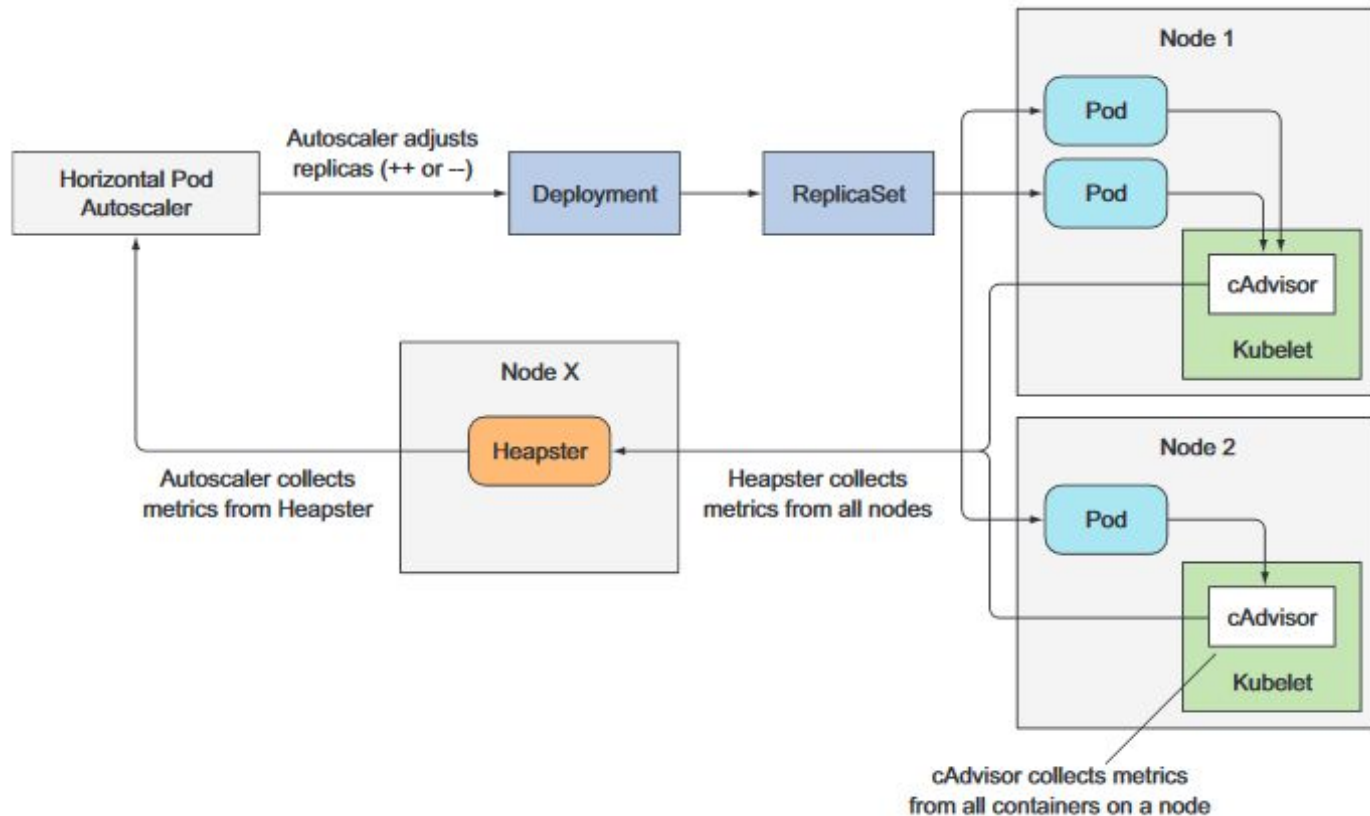 Node 1
Pod
Autoscaler adjusts
replicas (++ or --)
Horizontal Pod
Autoscaler
Deployment
ReplicaSet
Pod
cAdvisor
Kubelet
Node X
Heapster
Autoscaler collects
metrics from Heapster
Heapster collects
metrics from all nodes
Node 2
Pod
cAdvisor
Kubelet
cAdvisor collects metrics
from all containers on a node